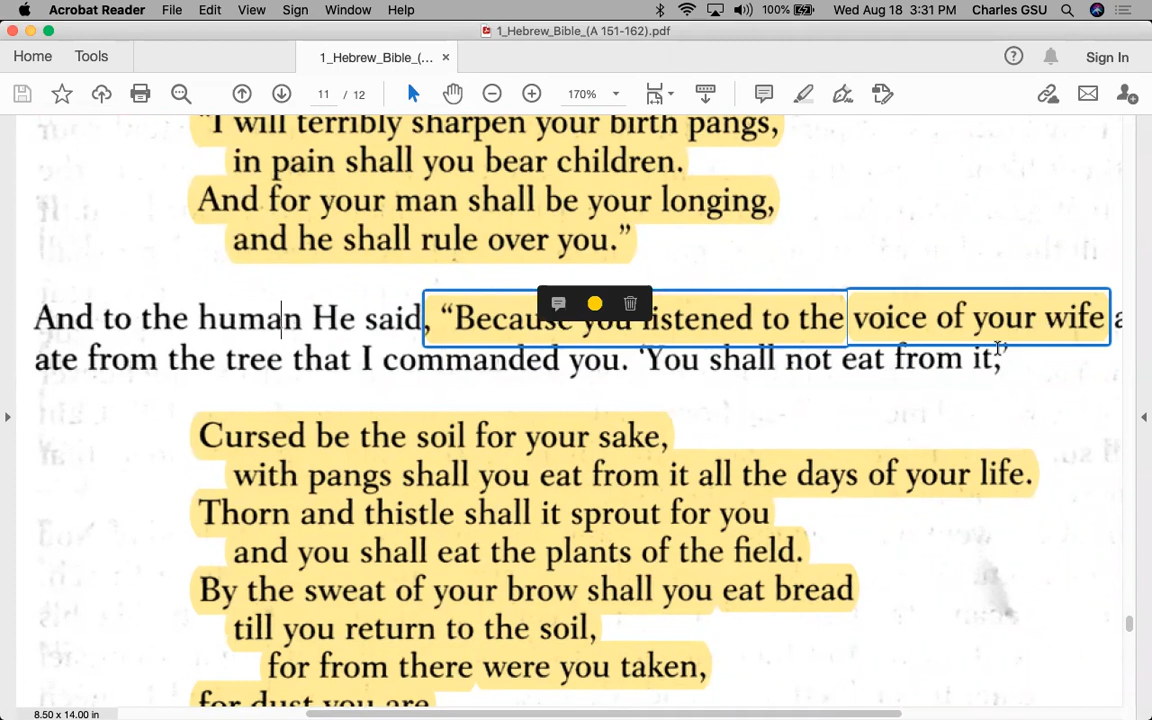 Acrobat Reader File Edit View Sign Window Help 100% Wed Aug 18 3:31 PM Charles GSU
1_Hebrew_Bible_(A 151-162).pdf
Home Tools 1_Hebrew_Bible_(... × Sign In
11 / 12 170%
"I will terribly sharpen your birth pangs,
in pain shall you bear children.
And for your man shall be your longing,
and he shall rule over you."
And to the human He said, "Because you listened to the voice of your wife
ate from the tree that I commanded you. 'You shall not eat from it,'
Cursed be the soil for your sake,
with pangs shall you eat from it all the days of your life.
Thorn and thistle shall it sprout for you
and you shall eat the plants of the field.
By the sweat of your brow shall you eat bread
till you return to the soil,
for from there were you taken,
for dust you are
8.50 x 14.00 in